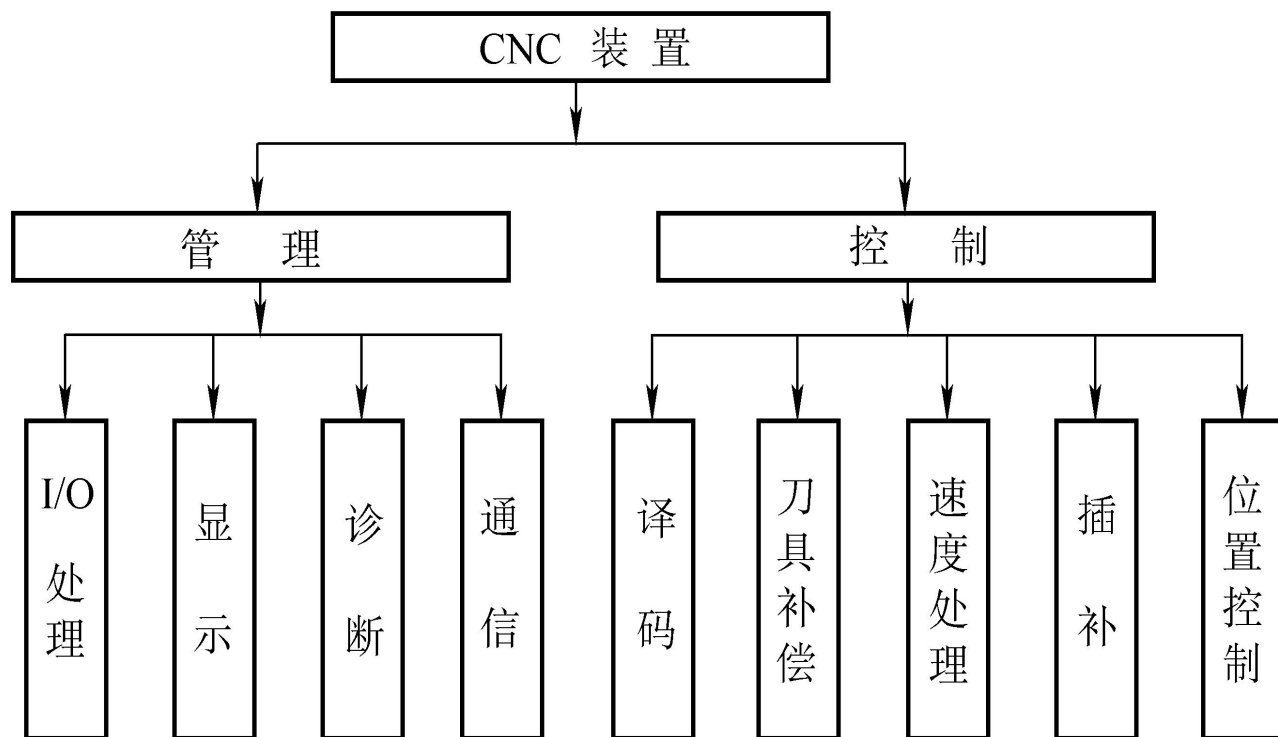 CNC 装置
管理
控制
I/O处理
显示
诊断
通信
译码
刀具补偿
速度处理
插补
位置控制